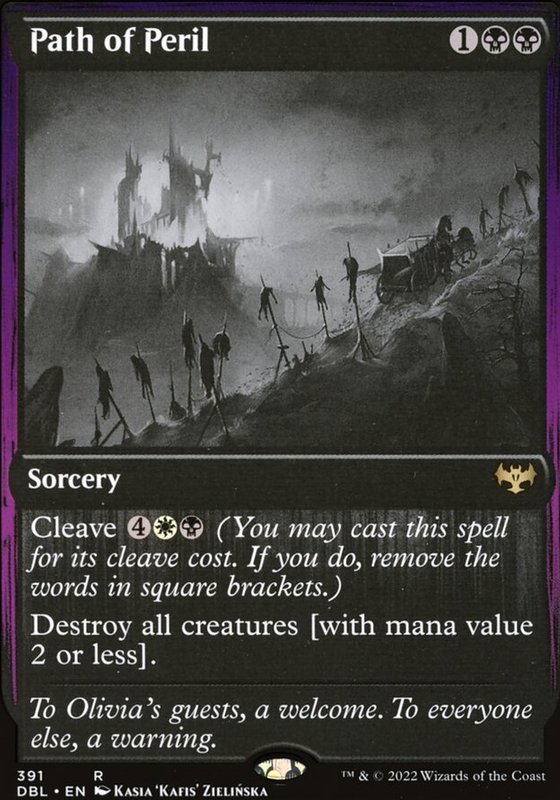 Path of Peril 1
Sorcery
Cleave 4 (You may cast this spell
for its cleave cost. If you do, remove the
words in square brackets.)
Destroy all creatures [with mana value
2 or less].
To Olivia's guests, a welcome. To everyone
else, a warning.
391 R
DBL • EN Kasia 'Kafis' Zielińska
™ & © 2022 Wizards of the Coast